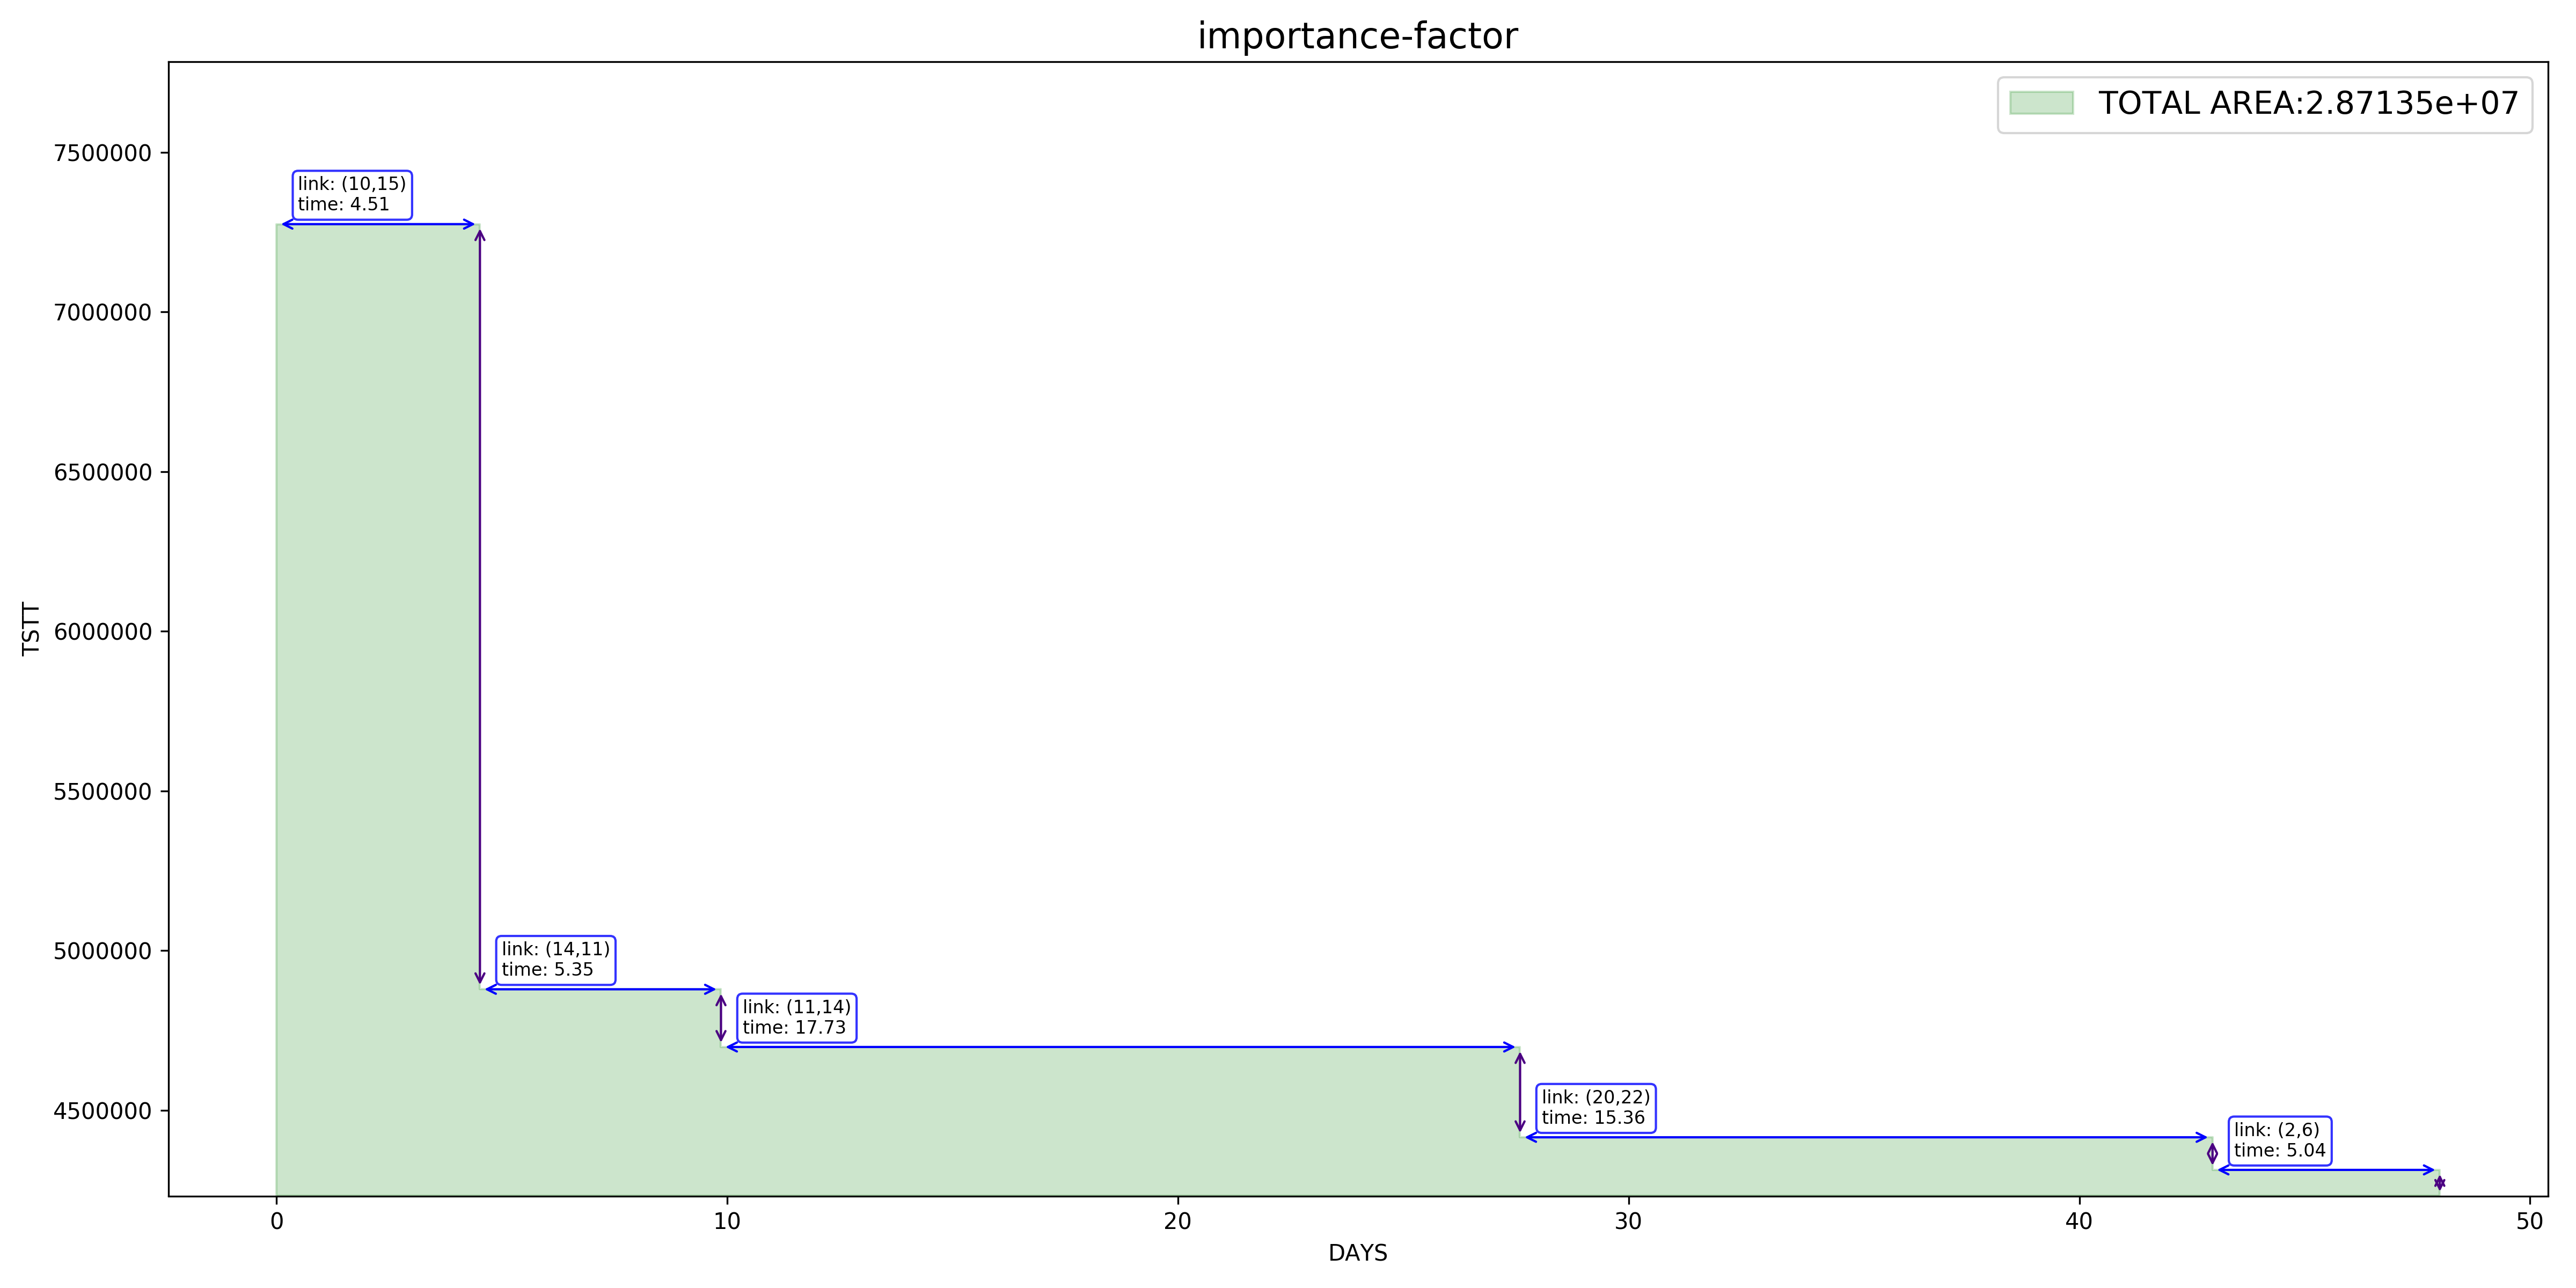 importance-factor
TOTAL AREA:2.87135e+07
7500000
7000000
6500000
6000000
5500000
5000000
4500000
TSTT
link: (10,15)
time: 4.51
link: (14,11)
time: 5.35
link: (11,14)
time: 17.73
link: (20,22)
time: 15.36
link: (2,6)
time: 5.04
0 10 20 30 40 50
DAYS